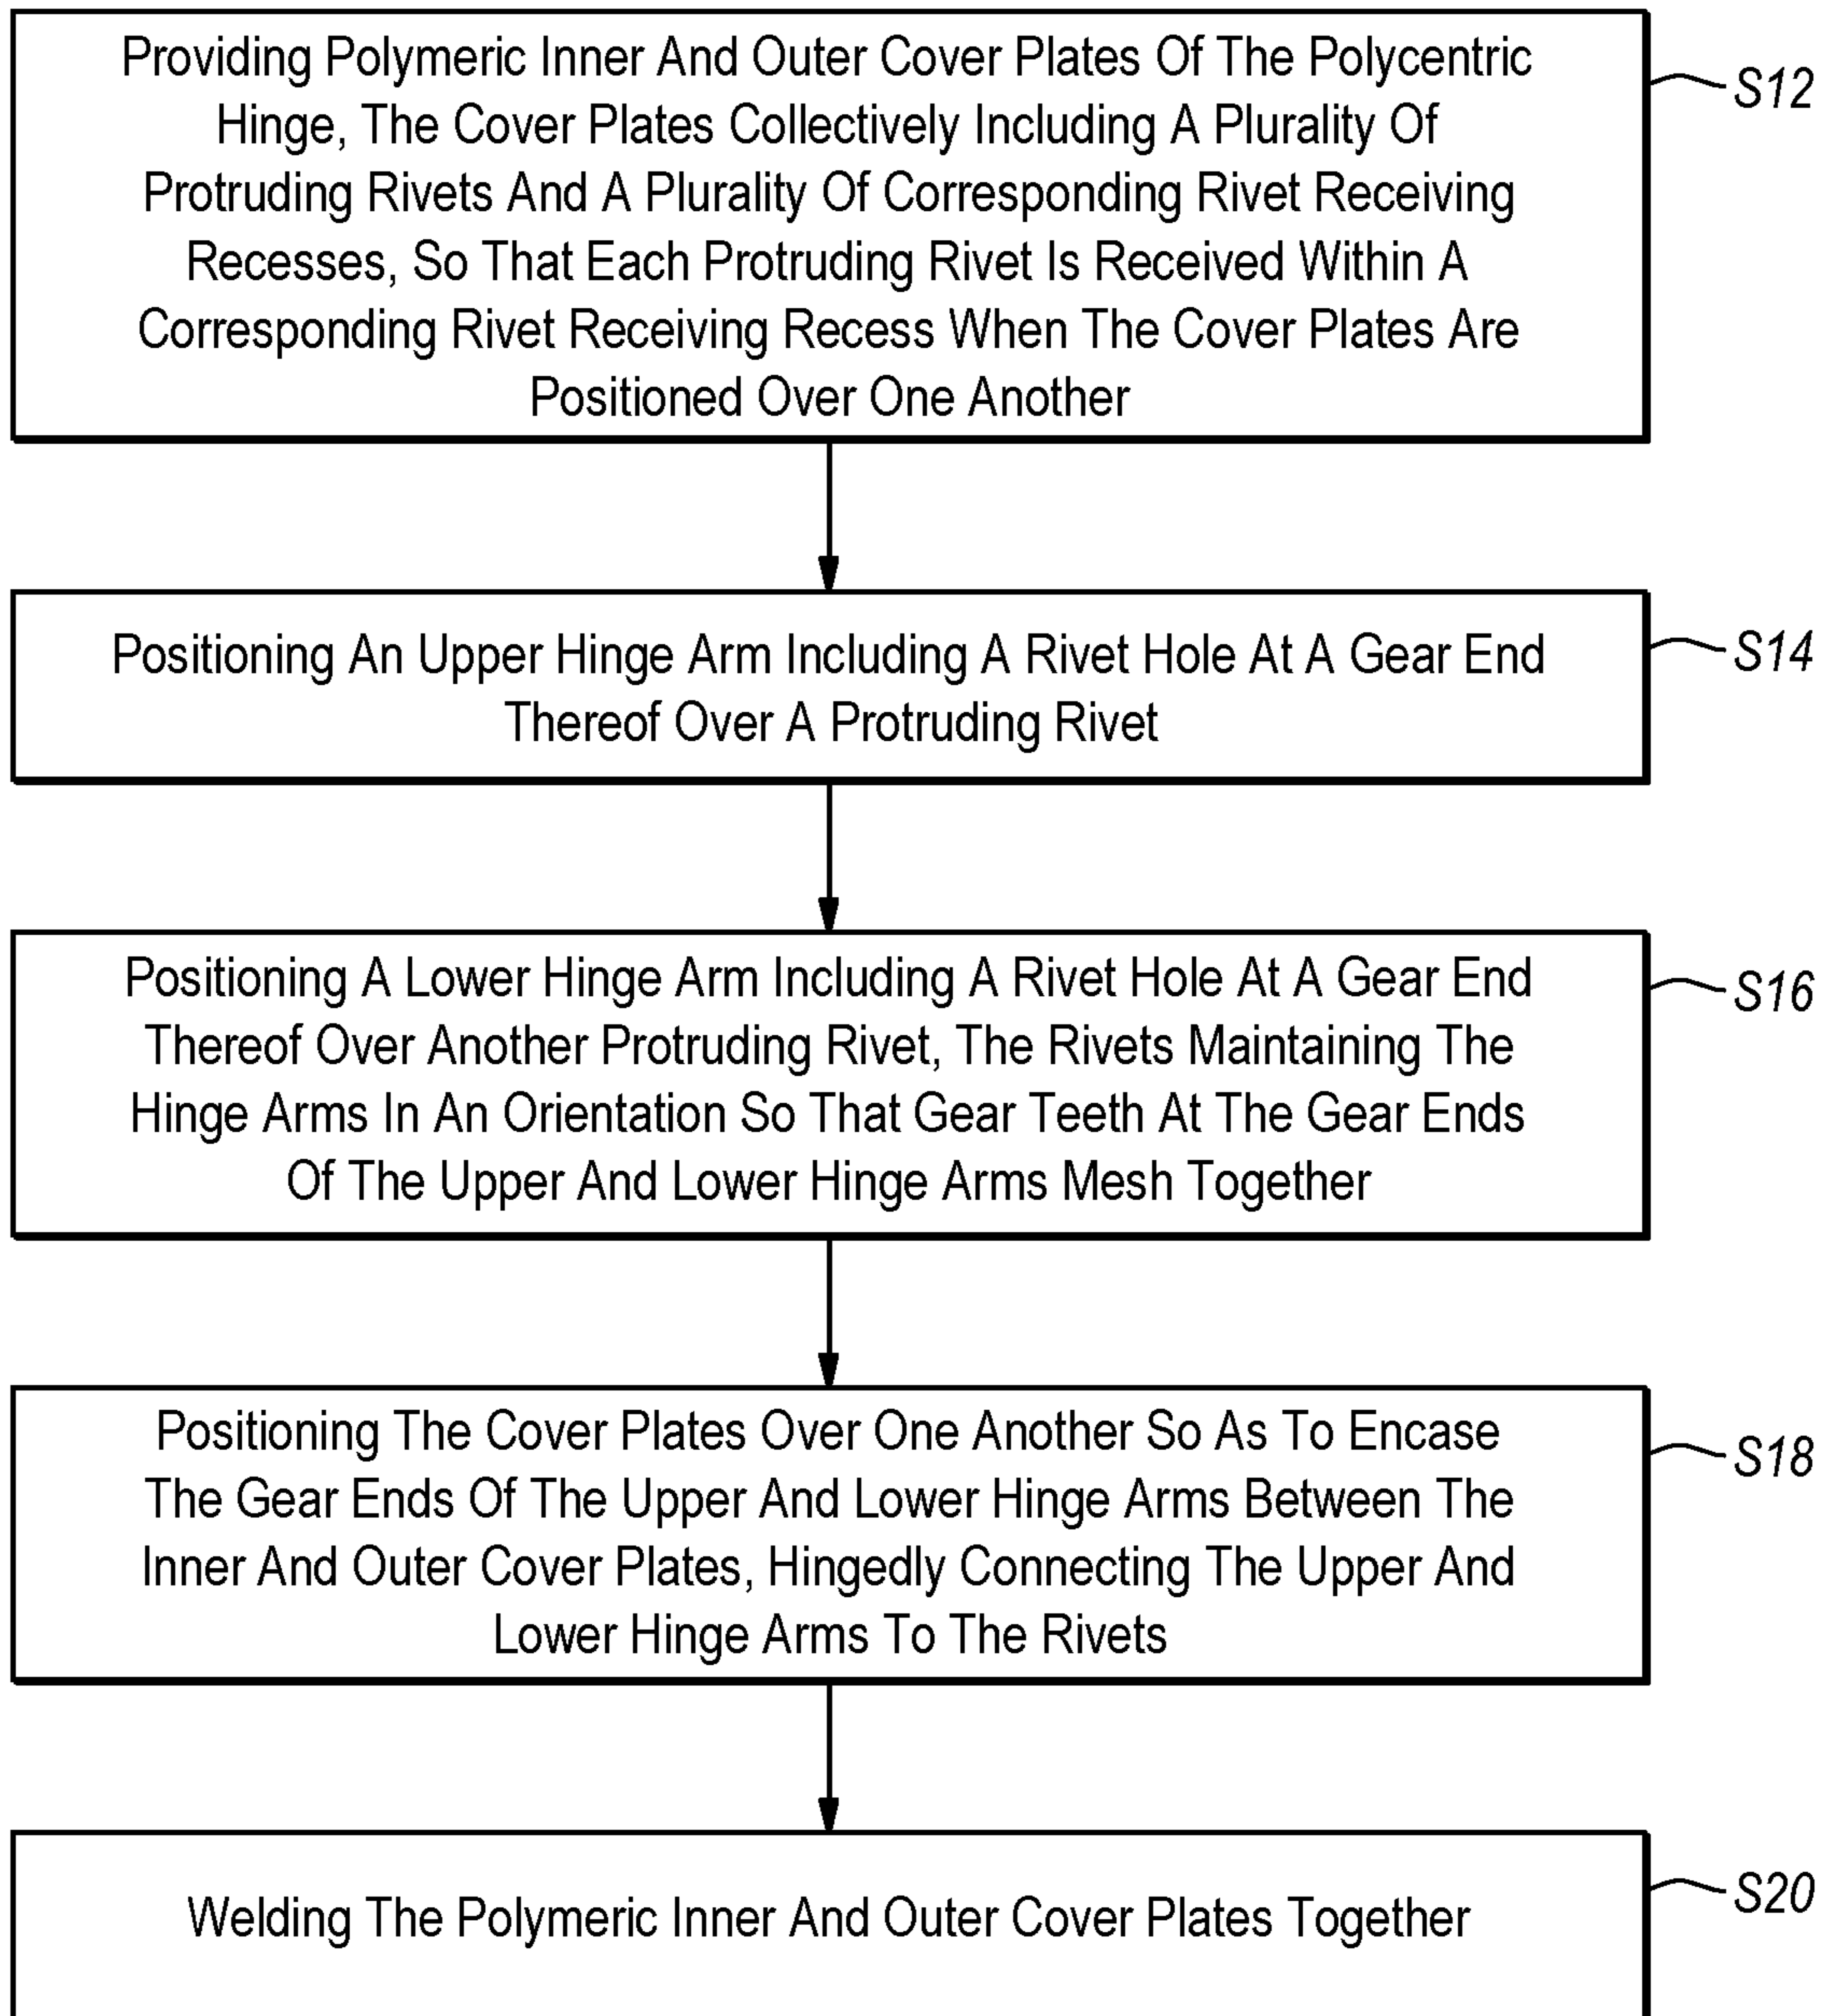 Providing Polymeric Inner And Outer Cover Plates Of The Polycentric
Hinge, The Cover Plates Collectively Including A Plurality Of
Protruding Rivets And A Plurality Of Corresponding Rivet Receiving
Recesses, So That Each Protruding Rivet Is Received Within A
Corresponding Rivet Receiving Recess When The Cover Plates Are
Positioned Over One Another
S12
Positioning An Upper Hinge Arm Including A Rivet Hole At A Gear End
Thereof Over A Protruding Rivet
S14
Positioning A Lower Hinge Arm Including A Rivet Hole At A Gear End
Thereof Over Another Protruding Rivet, The Rivets Maintaining The
Hinge Arms In An Orientation So That Gear Teeth At The Gear Ends
Of The Upper And Lower Hinge Arms Mesh Together
S16
Positioning The Cover Plates Over One Another So As To Encase
The Gear Ends Of The Upper And Lower Hinge Arms Between The
Inner And Outer Cover Plates, Hingedly Connecting The Upper And
Lower Hinge Arms To The Rivets
S18
Welding The Polymeric Inner And Outer Cover Plates Together
S20